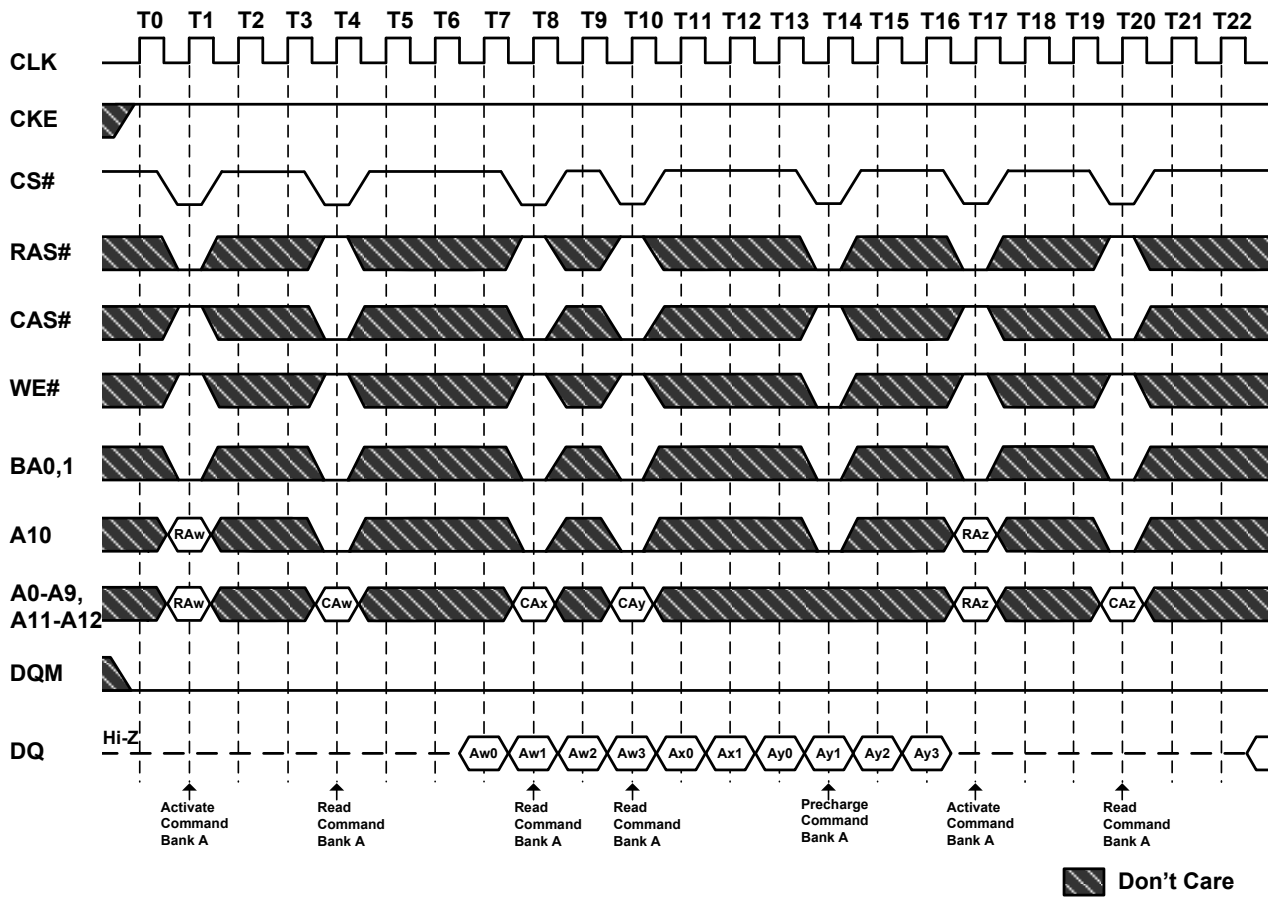 T0 T1 T2 T3 T4 T5 T6 T7 T8 T9 T10 T11 T12 T13 T14 T15 T16 T17 T18 T19 T20 T21 T22
CLK
CKE
CS#
RAS#
CAS#
WE#
BA0,1
A10 RAw RAz
A0-A9,
A11-A12
RAw CAw CAx CAy RAz CAz
DQM
DQ Hi-Z Aw0 Aw1 Aw2 Aw3 Ax0 Ax1 Ay0 Ay1 Ay2 Ay3
Activate
Command
Bank A
Read
Command
Bank A
Read
Command
Bank A
Read
Command
Bank A
Precharge
Command
Bank A
Activate
Command
Bank A
Read
Command
Bank A
Don't Care